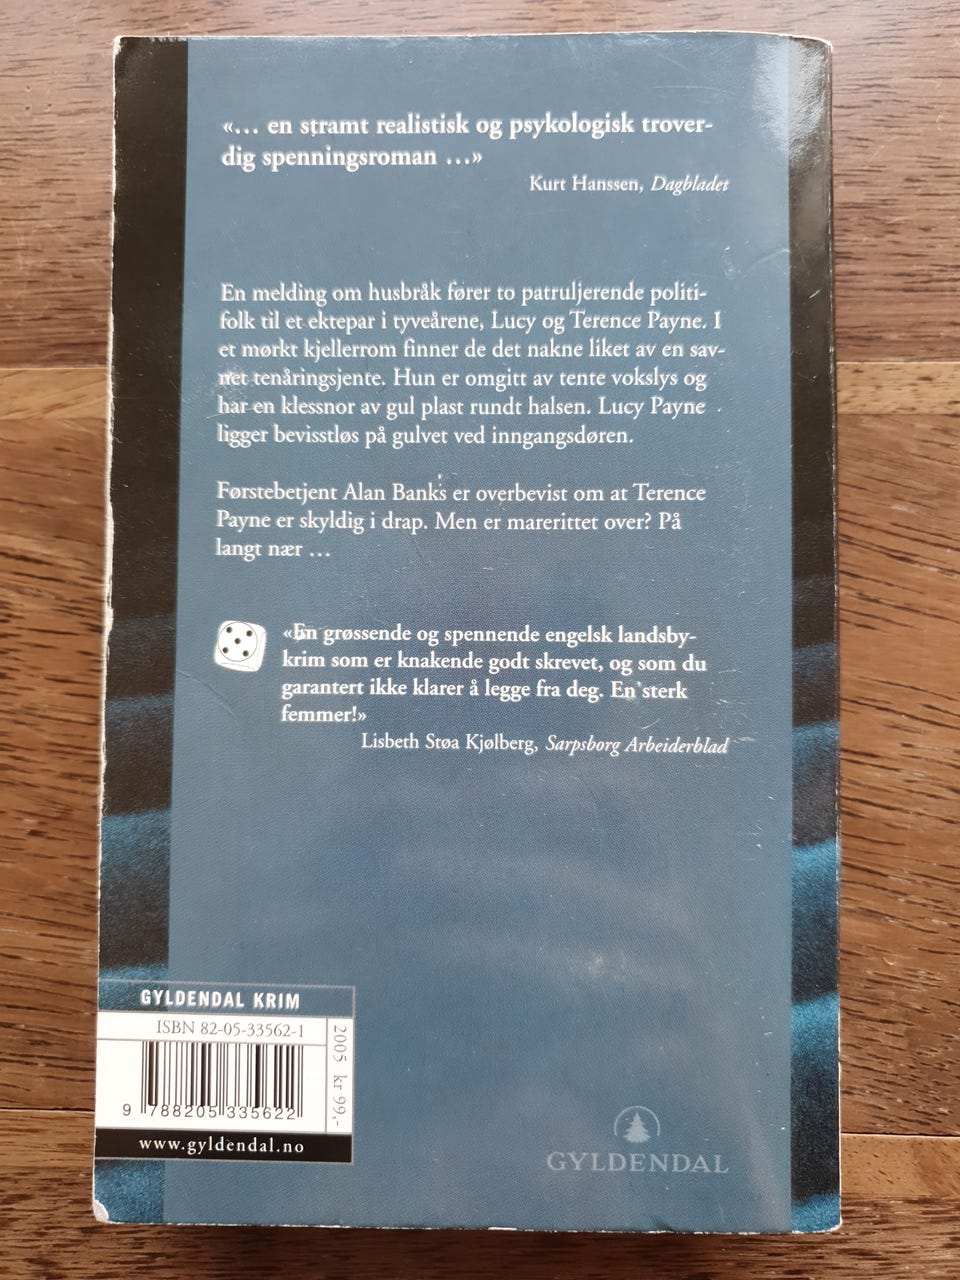 «… en stramt realistisk og psykologisk trover-
dig spenningsroman …»
Kurt Hanssen, Dagbladet
En melding om husbråk fører to patruljerende politi-
folk til et ektepar i tyveårene, Lucy og Terence Payne. I
et mørkt kjellerrom finner de det nakne liket av en sav-
net tenåringsjente. Hun er omgitt av tente vokslys og
har en klessnor av gul plast rundt halsen. Lucy Payne
ligger bevisstløs på gulvet ved inngangsdøren.
Førstebetjent Alan Banks er overbevist om at Terence
Payne er skyldig i drap. Men er marerittet over? På
langt nær …
«En grøssende og spennende engelsk landsby-
krim som er knakende godt skrevet, og som du
garantert ikke klarer å legge fra deg. En sterk
femmer!»
Lisbeth Støa Kjølberg, Sarpsborg Arbeiderblad
GYLDENDAL KRIM
ISBN 82-05-33562-1
2005 kr 99,-
9 788205 335622
www.gyldendal.no
GYLDENDAL